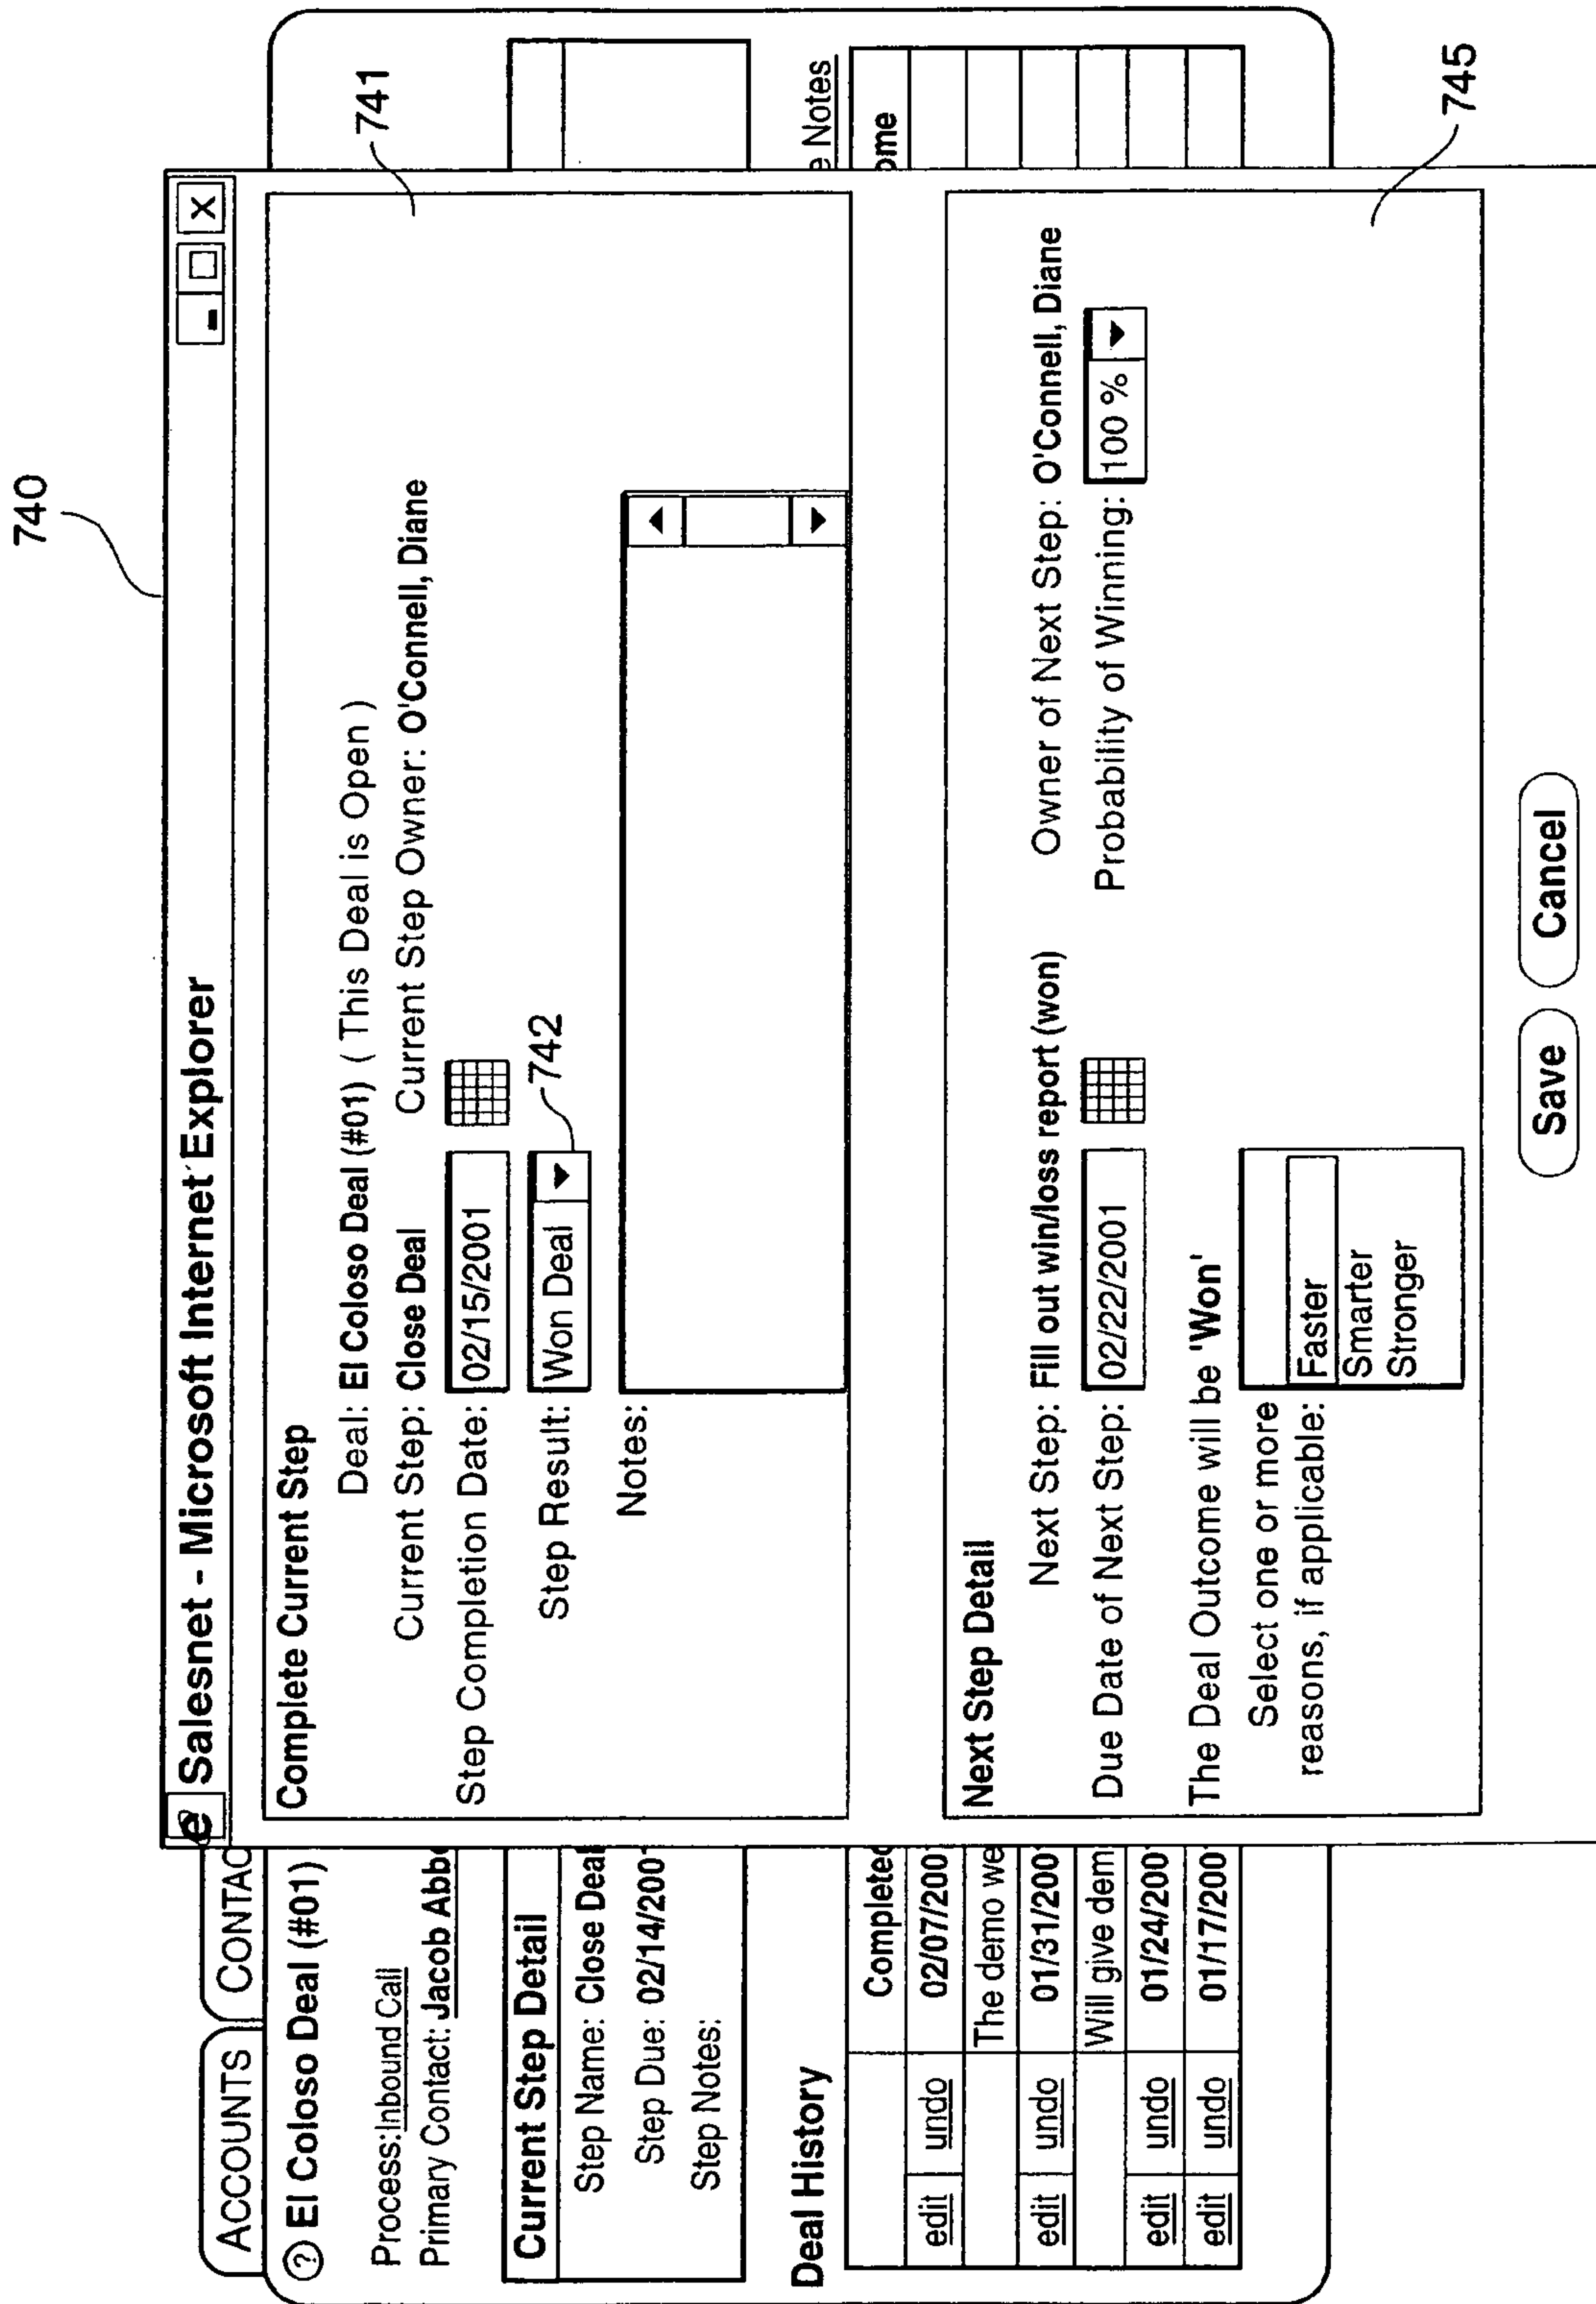 740
e Salesnet - Microsoft Internet Explorer
X
ACCOUNTS
CONTAC
? El Coloso Deal (#01)
Process:Inbound Call
Primary Contact: Jacob Abb
Current Step Detail
Step Name: Close Deal
Step Due: 02/14/200
Step Notes:
Deal History
Completed
edit undo 02/07/200
The demo we
edit undo 01/31/200
Will give dem
edit undo 01/24/200
edit undo 01/17/200
Complete Current Step
741
Deal: El Coloso Deal (#01) ( This Deal is Open )
Current Step: Close Deal
Current Step Owner: O'Connell, Diane
Step Completion Date: 02/15/2001
Step Result: Won Deal
742
Notes:
e Notes
ome
Next Step Detail
Next Step: Fill out win/loss report (won)
Owner of Next Step: O'Connell, Diane
Due Date of Next Step: 02/22/2001
Probability of Winning: 100 %
The Deal Outcome will be 'Won'
Select one or more
reasons, if applicable:
Faster
Smarter
Stronger
745
Save
Cancel